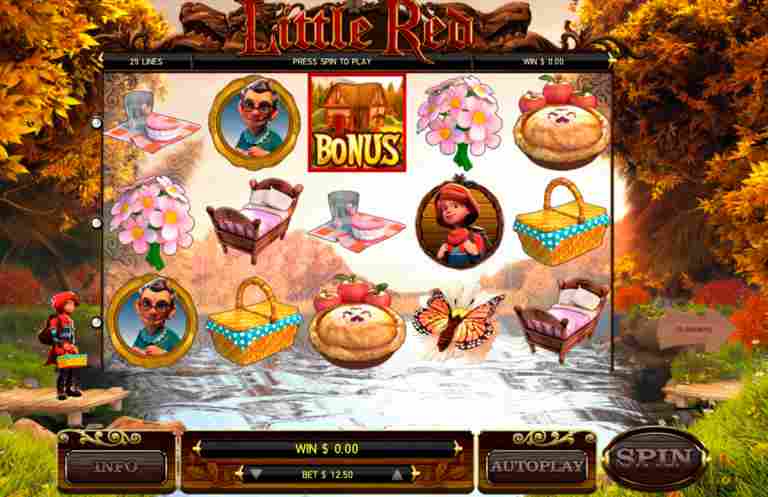 Little Red
25 LINES
PRESS SPIN TO PLAY
WIN $ 0.00
BONUS
WIN $ 0.00
BET $ 12.50
INFO
AUTOPLAY
SPIN